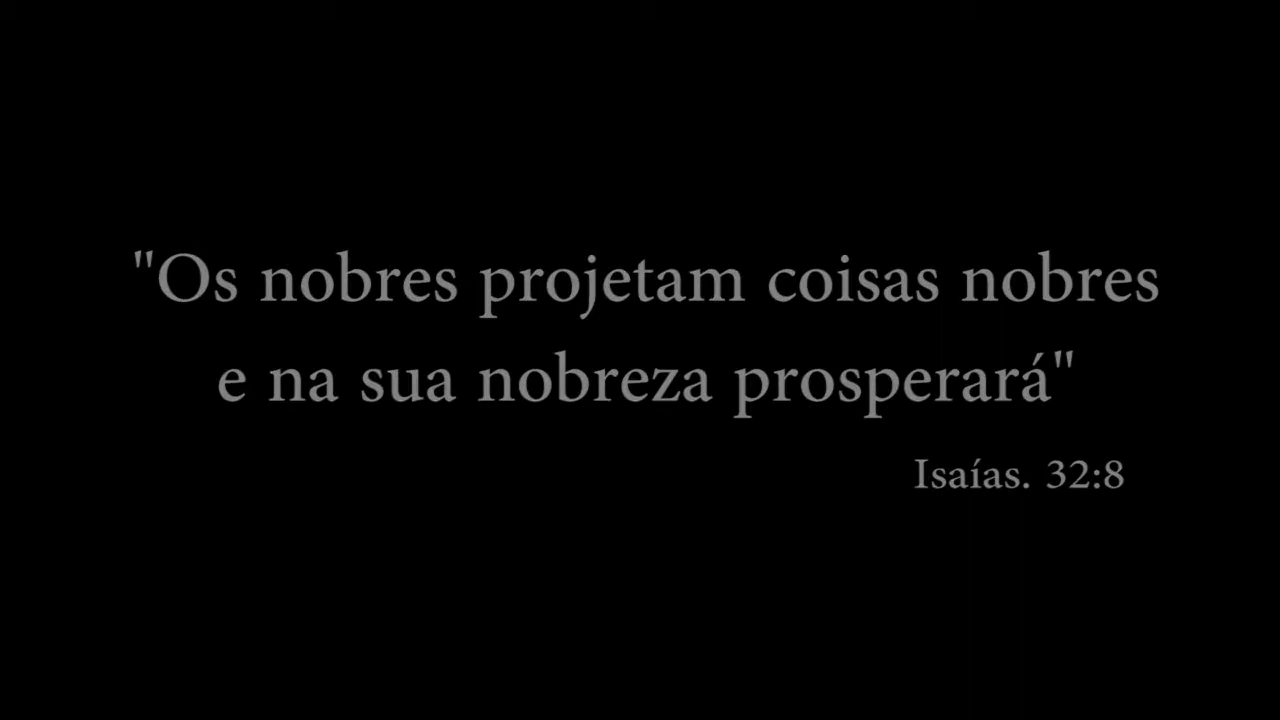 "Os nobres projetam coisas nobres
e na sua nobreza prosperará"
Isaías. 32:8